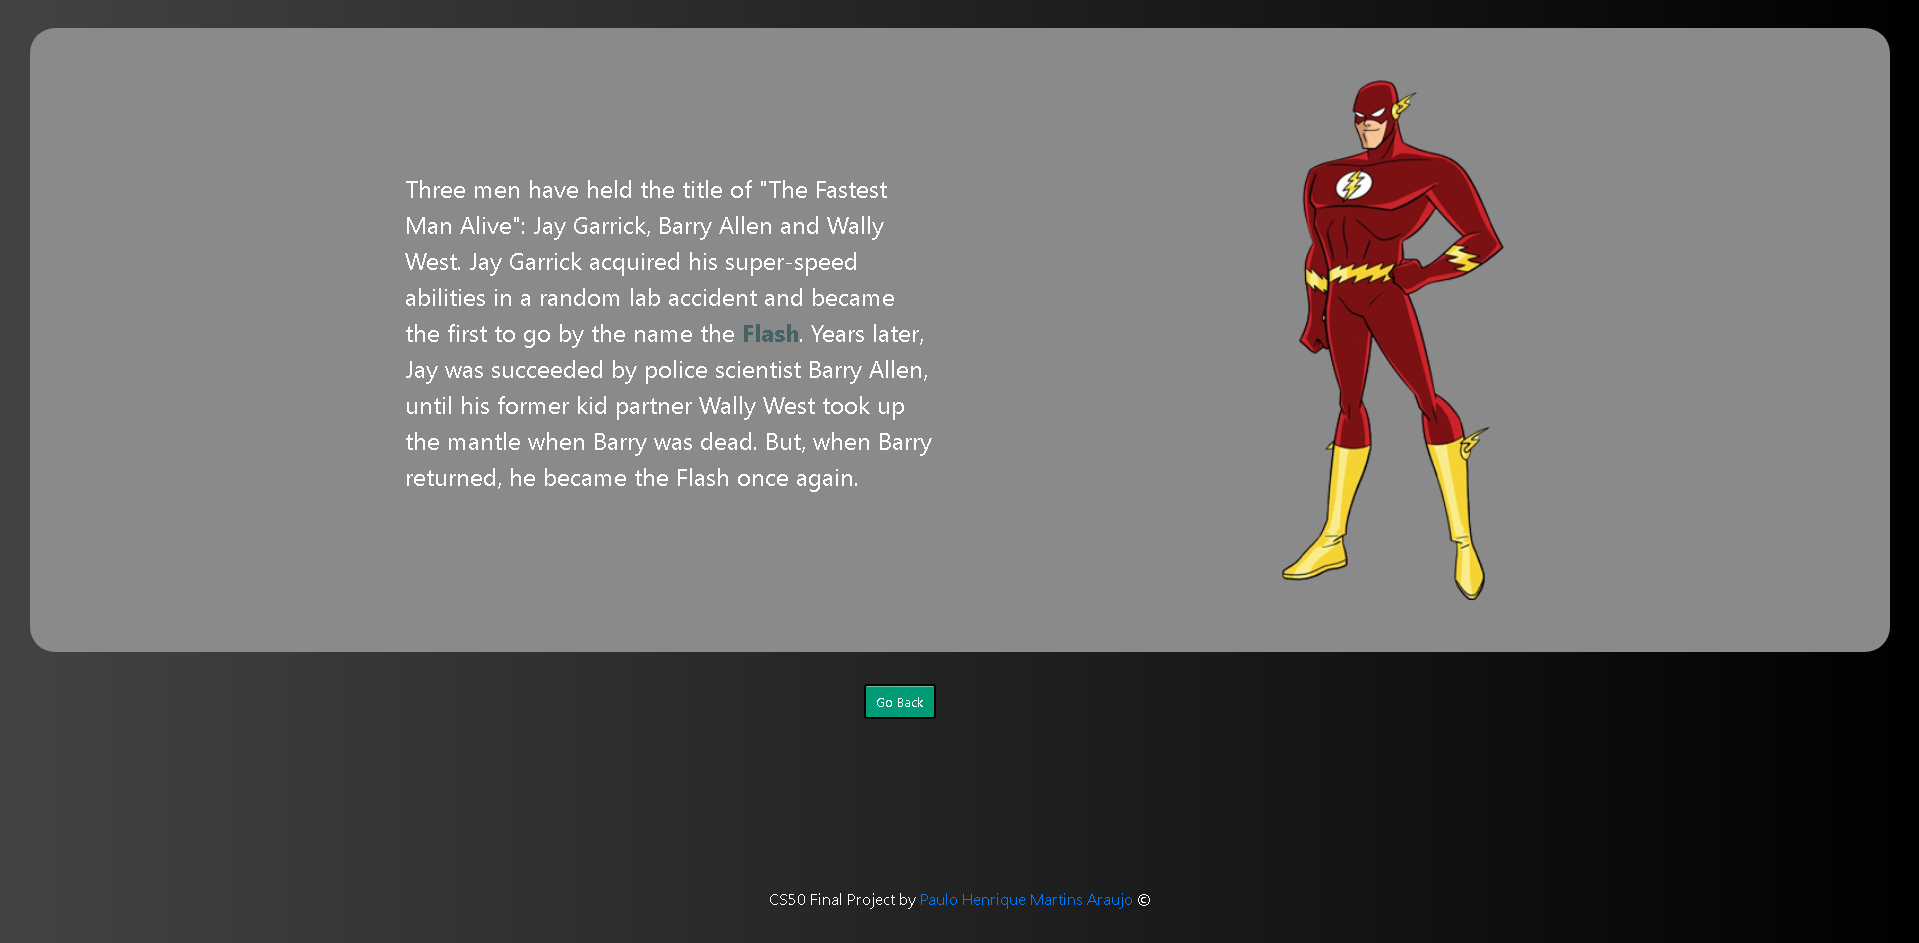 Three men have held the title of "The Fastest
Man Alive": Jay Garrick, Barry Allen and Wally
West. Jay Garrick acquired his super-speed
abilities in a random lab accident and became
the first to go by the name the Flash. Years later,
Jay was succeeded by police scientist Barry Allen,
until his former kid partner Wally West took up
the mantle when Barry was dead. But, when Barry
returned, he became the Flash once again.
Go Back
CS50 Final Project by Paulo Henrique Martins Araujo ©